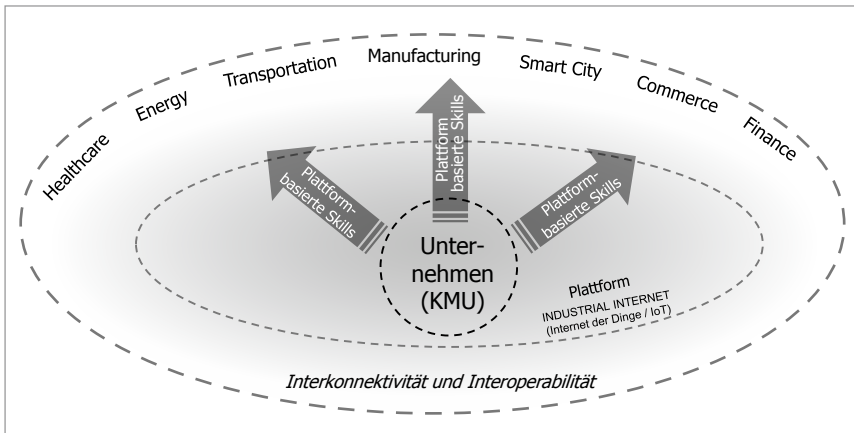 Healthcare
Energy
Transportation
Manufacturing
Smart City
Commerce
Finance
Plattform-
basierte Skills
Plattform
basierte Skills
Plattform-
basierte Skills
Unter-
nehmen
(KMU)
Plattform
INDUSTRIAL INTERNET
(Internet der Dinge / IoT)
Interkonnektivität und Interoperabilität